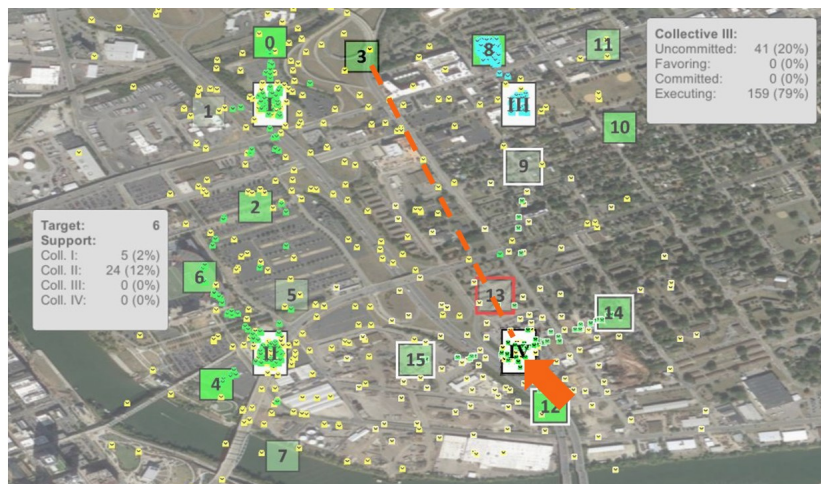 0
3
8
11
Collective III:
Uncommitted: 41 (20%)
Favoring: 0 (0%)
Committed: 0 (0%)
Executing: 159 (79%)
1
I
III
10
9
2
Target: 6
Support:
Coll. I: 5 (2%)
Coll. II: 24 (12%)
Coll. III: 0 (0%)
Coll. IV: 0 (0%)
6
5
13
14
II
15
IV
4
12
7